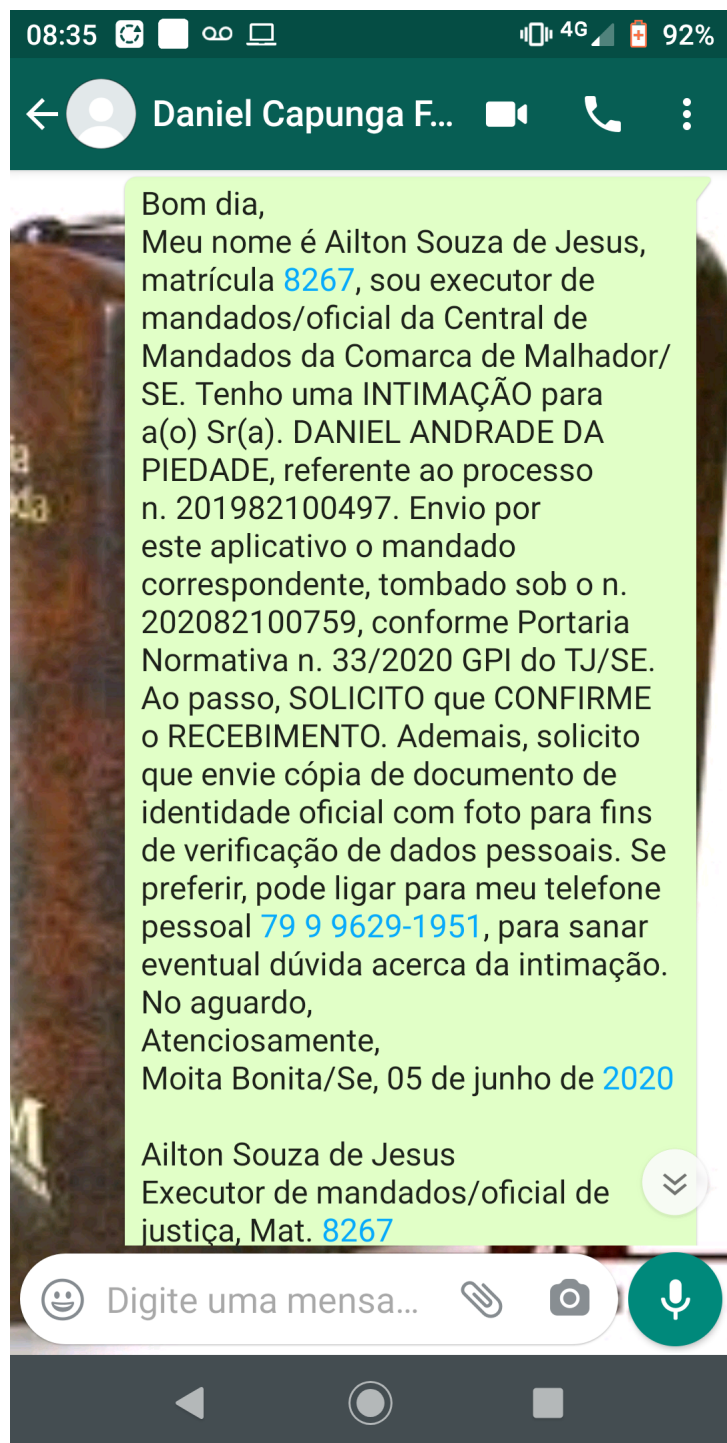 08:35
4G
92%
Daniel Capunga F...
Bom dia,
Meu nome é Ailton Souza de Jesus,
matrícula 8267, sou executor de
mandados/oficial da Central de
Mandados da Comarca de Malhador/
SE. Tenho uma INTIMAÇÃO para
a(o) Sr(a). DANIEL ANDRADE DA
PIEDADE, referente ao processo
n. 201982100497. Envio por
este aplicativo o mandado
correspondente, tombado sob o n.
202082100759, conforme Portaria
Normativa n. 33/2020 GPI do TJ/SE.
Ao passo, SOLICITO que CONFIRME
o RECEBIMENTO. Ademais, solicito
que envie cópia de documento de
identidade oficial com foto para fins
de verificação de dados pessoais. Se
preferir, pode ligar para meu telefone
pessoal 79 9 9629-1951, para sanar
eventual dúvida acerca da intimação.
No aguardo,
Atenciosamente,
Moita Bonita/Se, 05 de junho de 2020
Ailton Souza de Jesus
Executor de mandados/oficial de
justiça, Mat. 8267
Digite uma mensa...